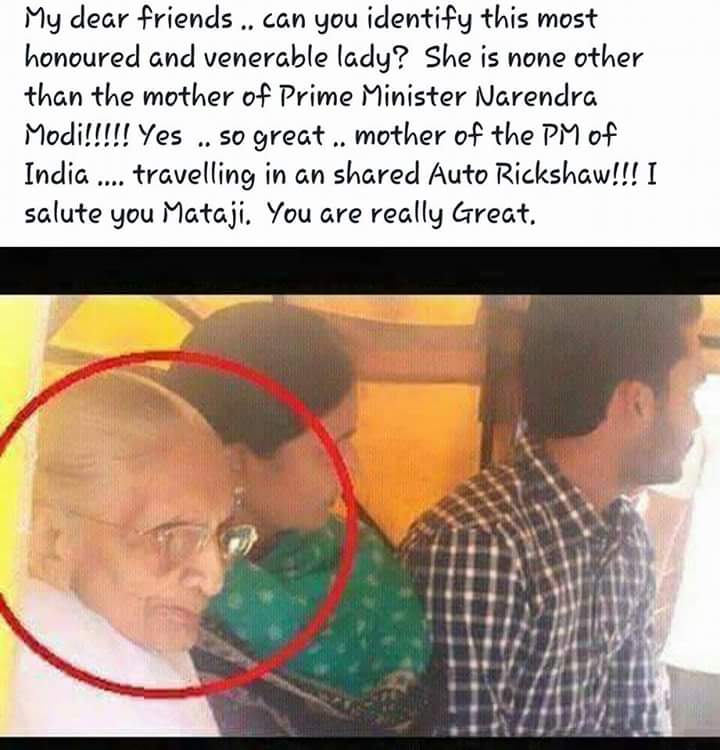 My dear friends .. can you identify this most
honoured and venerable lady? She is none other
than the mother of Prime Minister Narendra
Modi!!!!! Yes .. so great .. mother of the PM of
India .... travelling in an shared Auto Rickshaw!!! I
salute you Mataji. You are really Great.